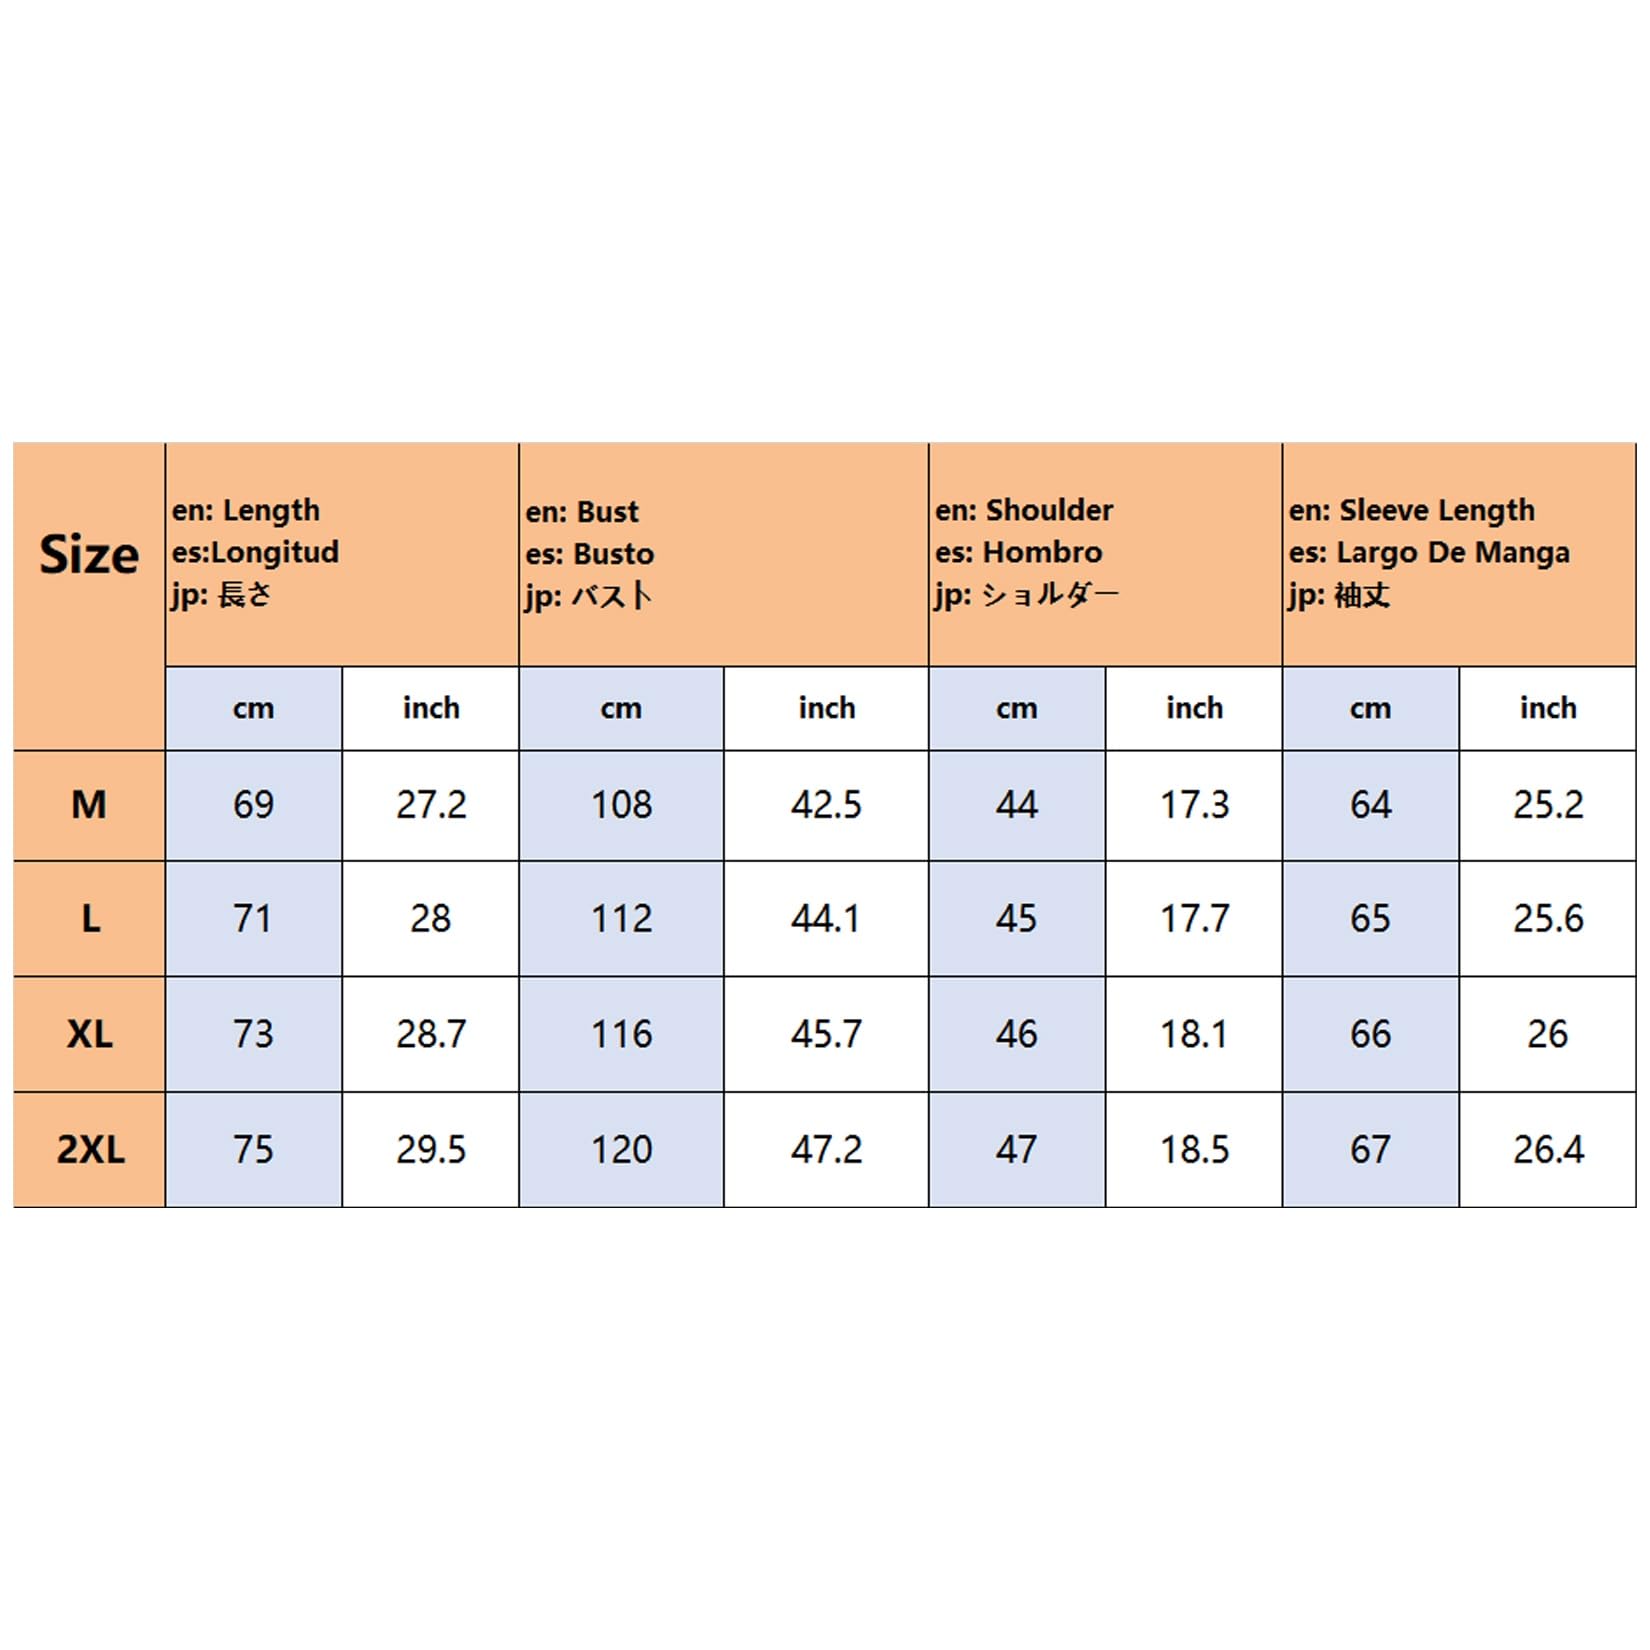 Size
en: Length
es:Longitud
jp: 長さ
en: Bust
es: Busto
jp: バスト
en: Shoulder
es: Hombro
jp: ショルダー
en: Sleeve Length
es: Largo De Manga
jp: 袖丈
cm inch cm inch cm inch cm inch
M 69 27.2 108 42.5 44 17.3 64 25.2
L 71 28 112 44.1 45 17.7 65 25.6
XL 73 28.7 116 45.7 46 18.1 66 26
2XL 75 29.5 120 47.2 47 18.5 67 26.4